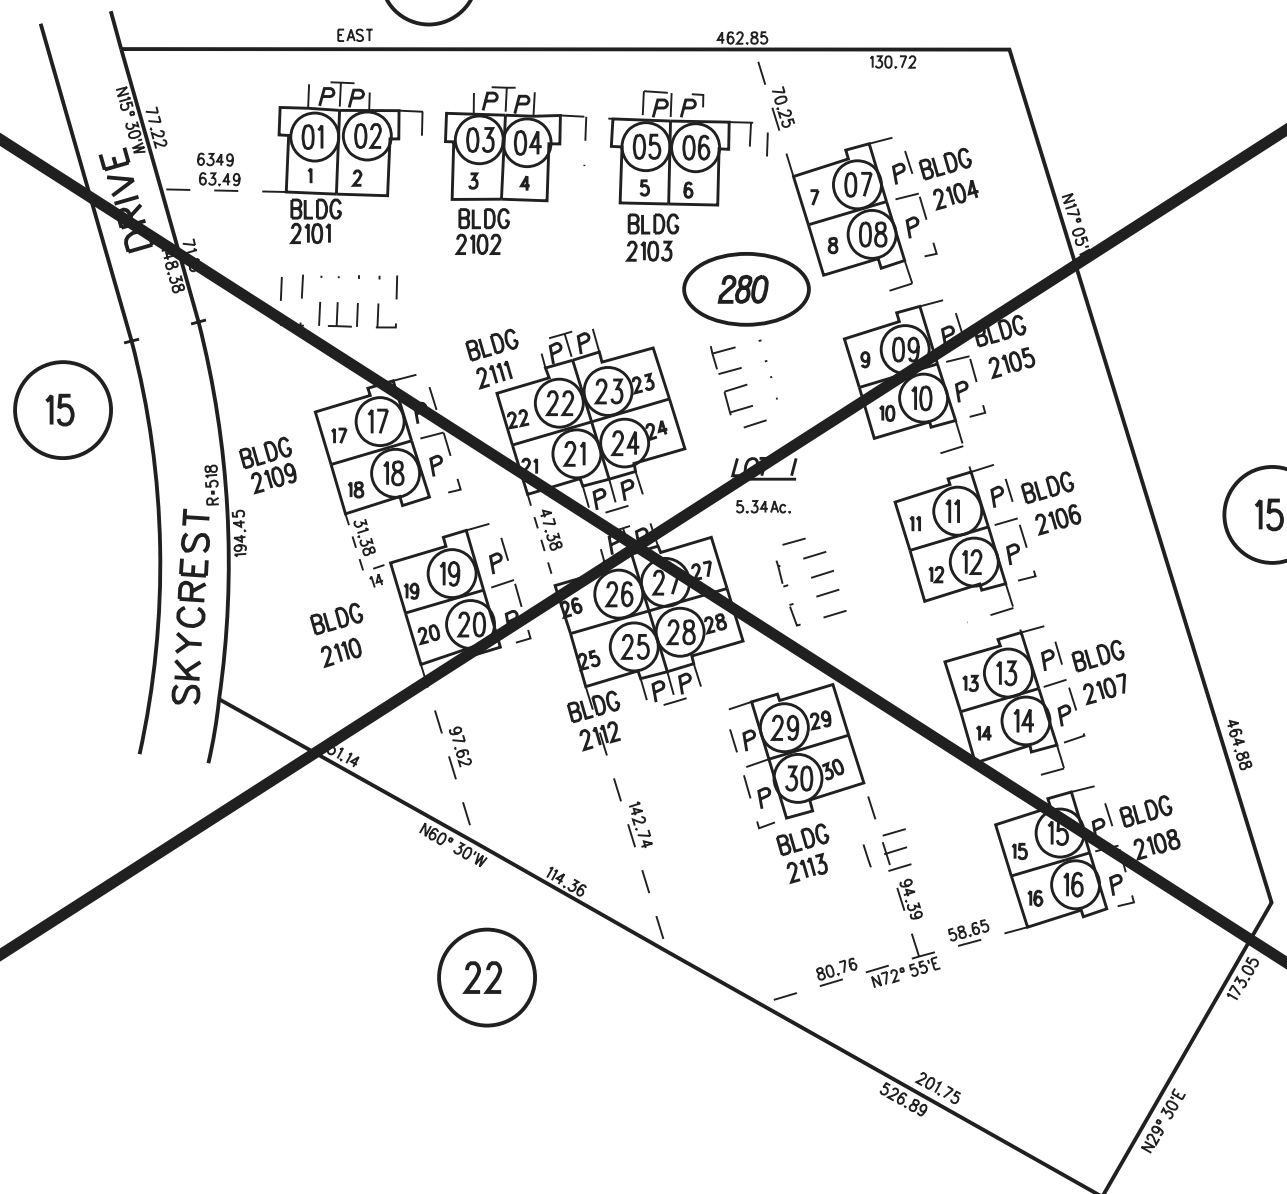 EAST
462.85
130.72
N15° 30'W
77.22
70.25
DRIVE
6349
63.49
P P
01 02
1 2
BLDG
2101
P P
03 04
3 4
BLDG
2102
P P
05 06
5 6
BLDG
2103
7 07 P
8 08 P
BLDG
2104
N17° 05'
48.38
280
9 09 P
10 10 P
BLDG
2105
15
BLDG
2111
P P
22 22 23 23
21 21 24 24
P P
17 17 P
18 18 P
BLDG
2109
LOT 1
5.34Ac.
R=518
194.45
SKYCREST
31.38
14
47.38
11 11 P
12 12 P
BLDG
2106
15
19 19 P
20 20 P
BLDG
2110
P
26 26 27 27
25 25 28 28
P P
BLDG
2112
13 13 P
14 14 P
BLDG
2107
464.88
P 29 29
P 30 30
BLDG
2113
97.62
142.74
15 15 P
16 16 P
BLDG
2108
N60° 30'W
114.36
94.39
58.65
80.76
N72° 55'E
22
173.05
201.75
526.89
N29° 30'E